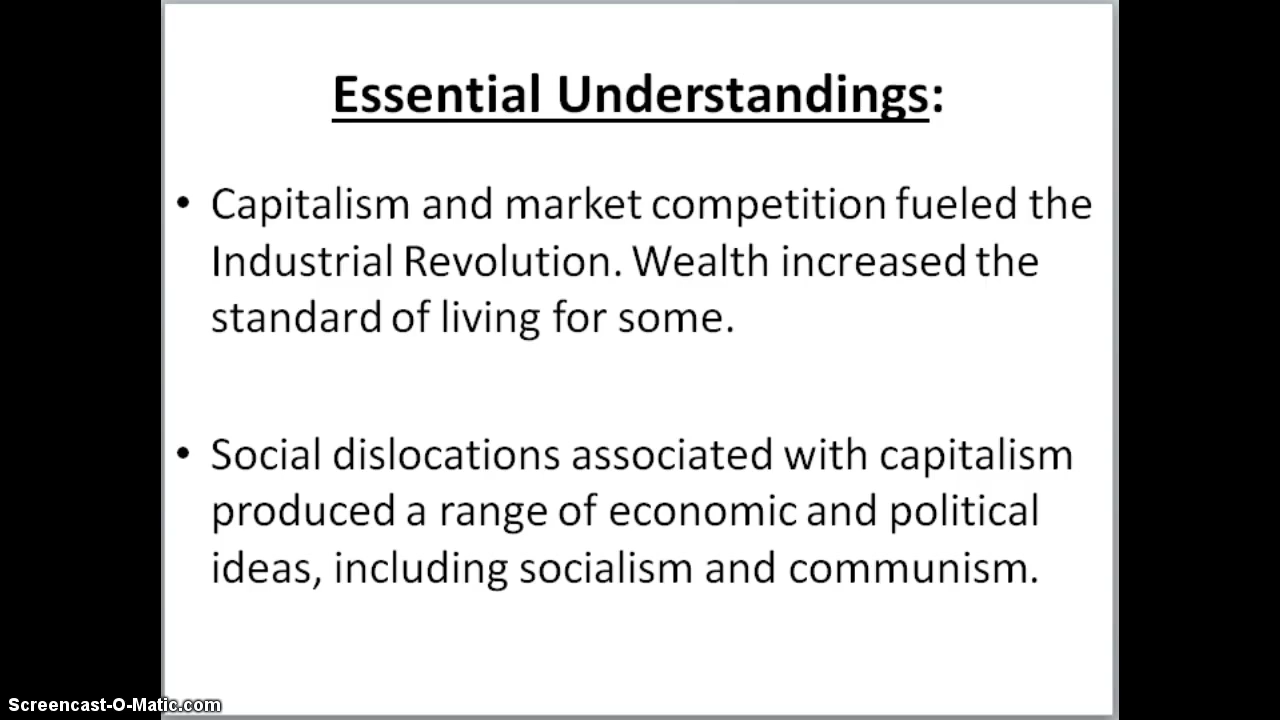 Essential Understandings:
• Capitalism and market competition fueled the
Industrial Revolution. Wealth increased the
standard of living for some.
• Social dislocations associated with capitalism
produced a range of economic and political
ideas, including socialism and communism.
Screencast-O-Matic.com